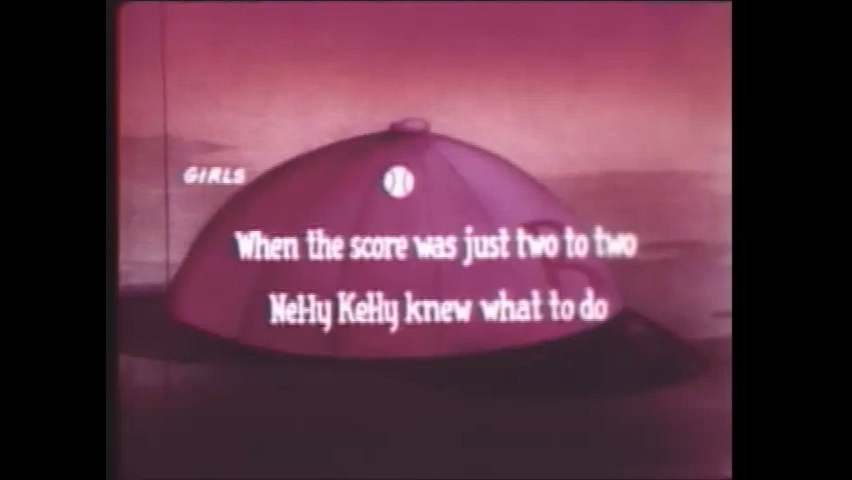 GIRLS
When the score was just two to two
Nelly Kelly knew what to do